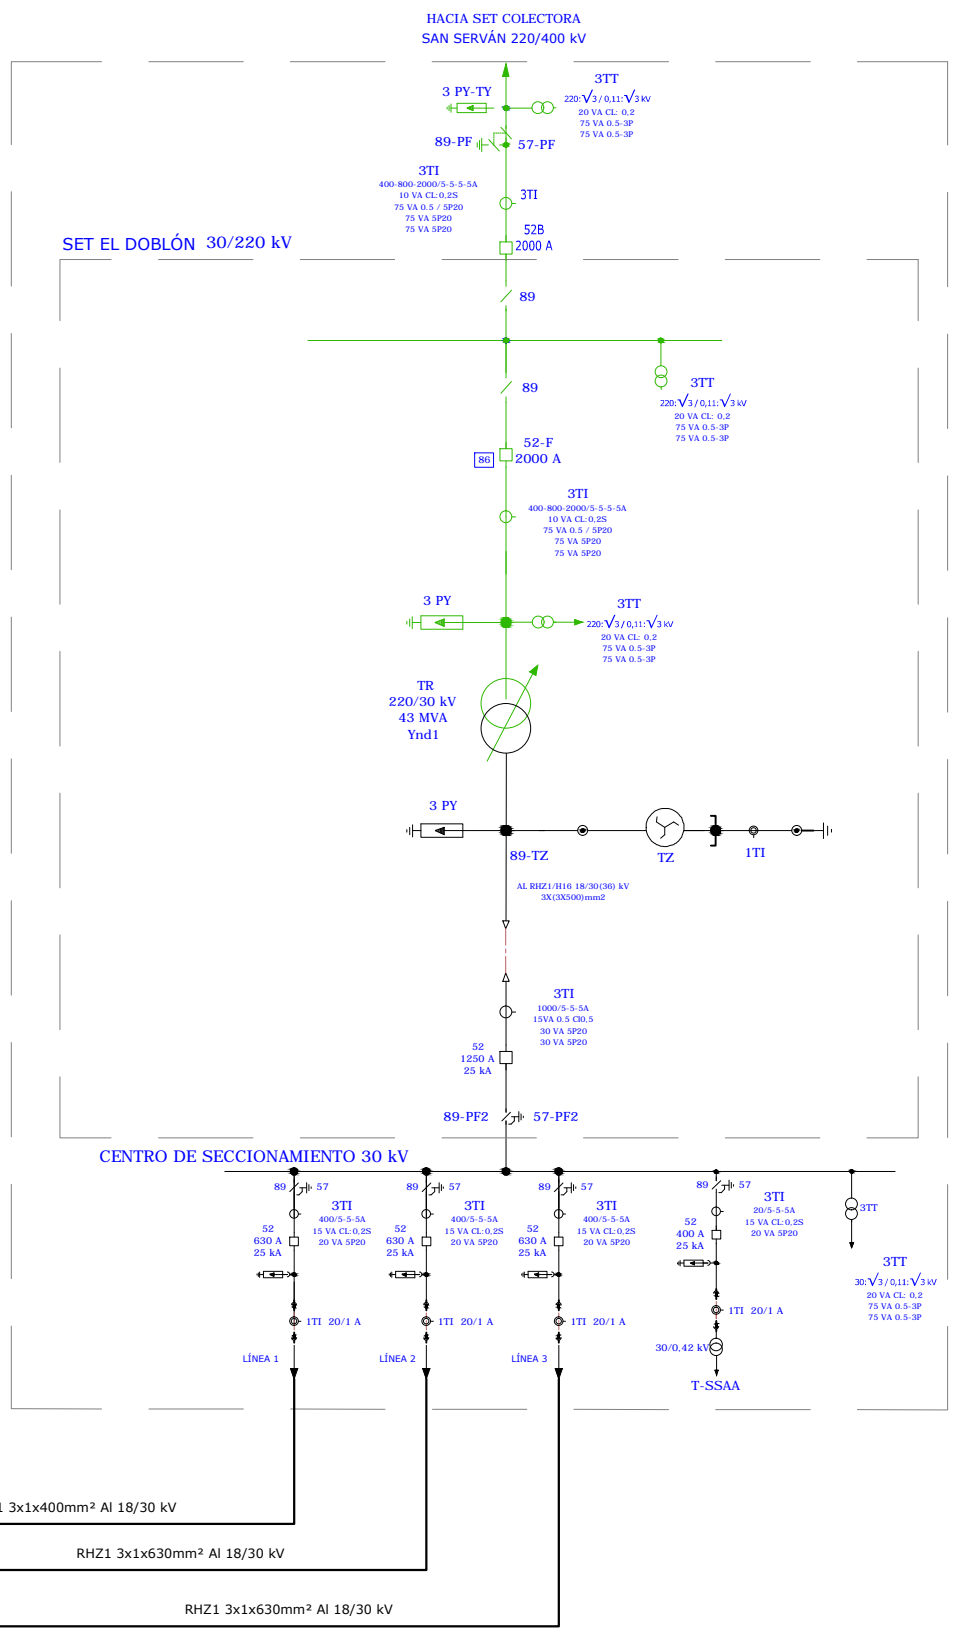 HACIA SET COLECTORA
SAN SERVÁN 220/400 kV
3TT
220:√3 / 0,11:√3 kV
20 VA CL: 0,2
75 VA 0.5-3P
75 VA 0.5-3P
3 PY-TY
89-PF
57-PF
3TI
400-800-2000/5-5-5-5A
10 VA CL:0,2S
75 VA 0.5 / 5P20
75 VA 5P20
75 VA 5P20
3TI
52B
2000 A
SET EL DOBLÓN 30/220 kV
89
89
3TT
220:√3 / 0,11:√3 kV
20 VA CL: 0,2
75 VA 0.5-3P
75 VA 0.5-3P
52-F
2000 A
86
3TI
400-800-2000/5-5-5-5A
10 VA CL:0,2S
75 VA 0.5 / 5P20
75 VA 5P20
75 VA 5P20
3 PY
3TT
220:√3 / 0,11:√3 kV
20 VA CL: 0,2
75 VA 0.5-3P
75 VA 0.5-3P
TR
220/30 kV
43 MVA
Ynd1
3 PY
89-TZ
TZ
1TI
AL RHZ1/H16 18/30(36) kV
3X(3X500)mm2
3TI
1000/5-5-5A
15VA 0.5 Cl0,5
30 VA 5P20
30 VA 5P20
52
1250 A
25 kA
89-PF2
57-PF2
CENTRO DE SECCIONAMIENTO 30 kV
89
57
3TI
400/5-5-5A
15 VA CL:0,2S
20 VA 5P20
52
630 A
25 kA
1TI 20/1 A
LÍNEA 1
89
57
3TI
400/5-5-5A
15 VA CL:0,2S
20 VA 5P20
52
630 A
25 kA
1TI 20/1 A
LÍNEA 2
89
57
3TI
400/5-5-5A
15 VA CL:0,2S
20 VA 5P20
52
630 A
25 kA
1TI 20/1 A
LÍNEA 3
89
57
3TI
20/5-5-5A
15 VA CL:0,2S
20 VA 5P20
52
400 A
25 kA
1TI 20/1 A
30/0,42 kV
T-SSAA
3TT
3TT
30:√3 / 0,11:√3 kV
20 VA CL: 0,2
75 VA 0.5-3P
75 VA 0.5-3P
1 3x1x400mm² Al 18/30 kV
RHZ1 3x1x630mm² Al 18/30 kV
RHZ1 3x1x630mm² Al 18/30 kV